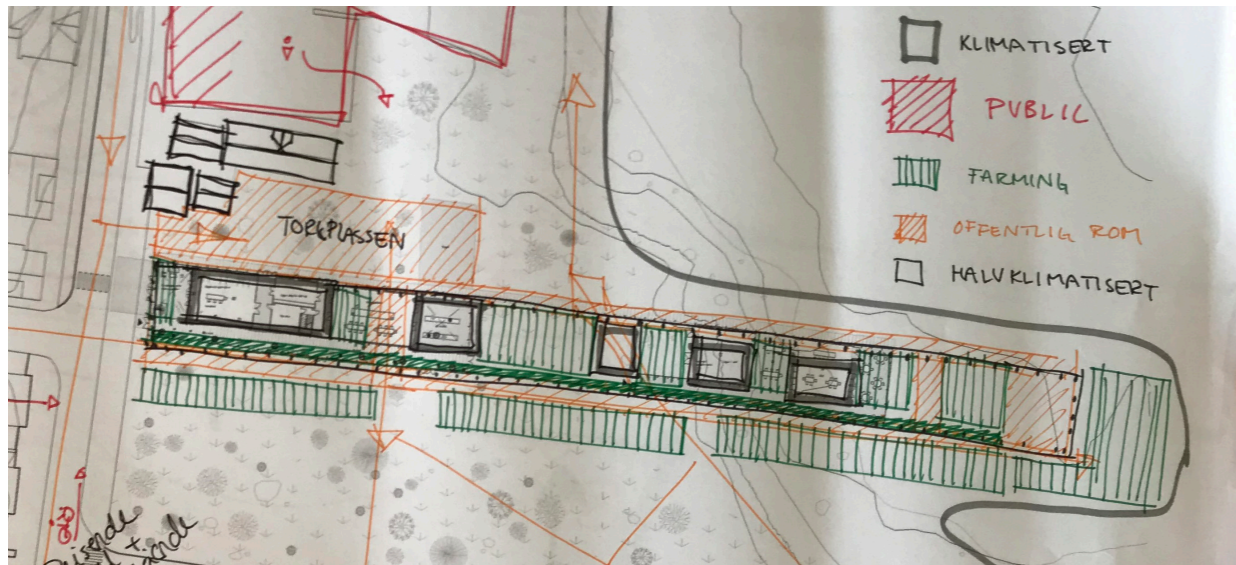 KLIMATISERT
PUBLIC
FARMING
OFFENTLIG ROM
HALVKLIMATISERT
TORGPLASSEN